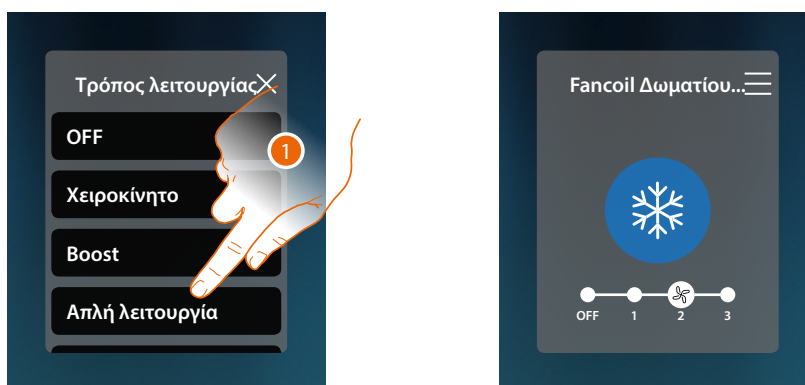 Τρόπος λειτουργίας
OFF
1
Χειροκίνητο
Boost
Απλή λειτουργία
Fancoil Δωματίου...
OFF 1 2 3